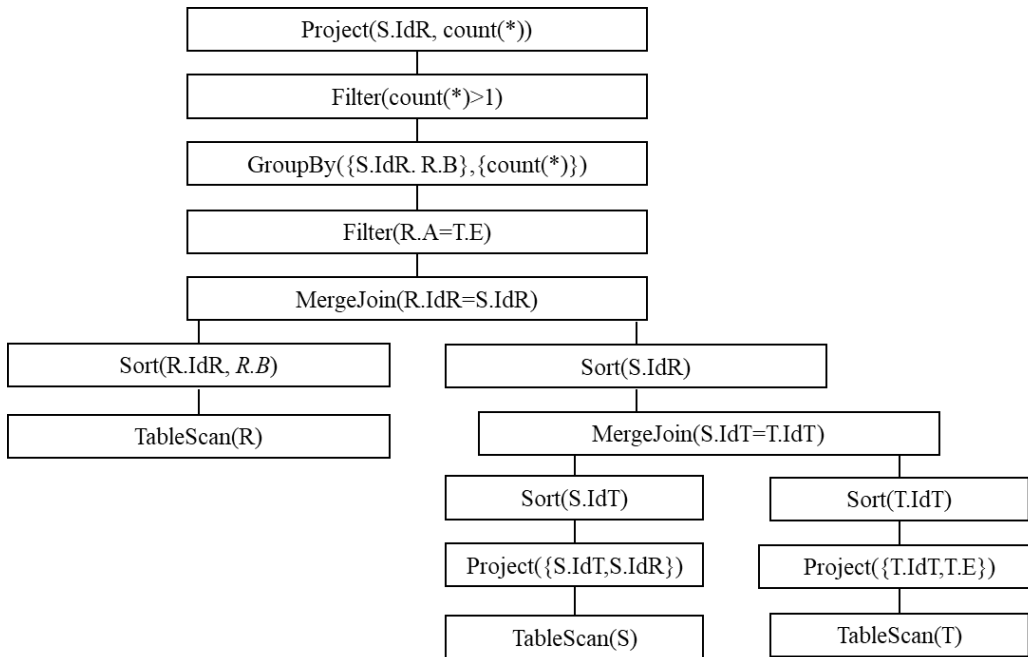 Project(S.IdR, count(*))
Filter(count(*)>1)
GroupBy({S.IdR. R.B},{count(*)})
Filter(R.A=T.E)
MergeJoin(R.IdR=S.IdR)
Sort(R.IdR, R.B)
Sort(S.IdR)
TableScan(R)
MergeJoin(S.IdT=T.IdT)
Sort(S.IdT)
Sort(T.IdT)
Project({S.IdT,S.IdR})
Project({T.IdT,T.E})
TableScan(S)
TableScan(T)